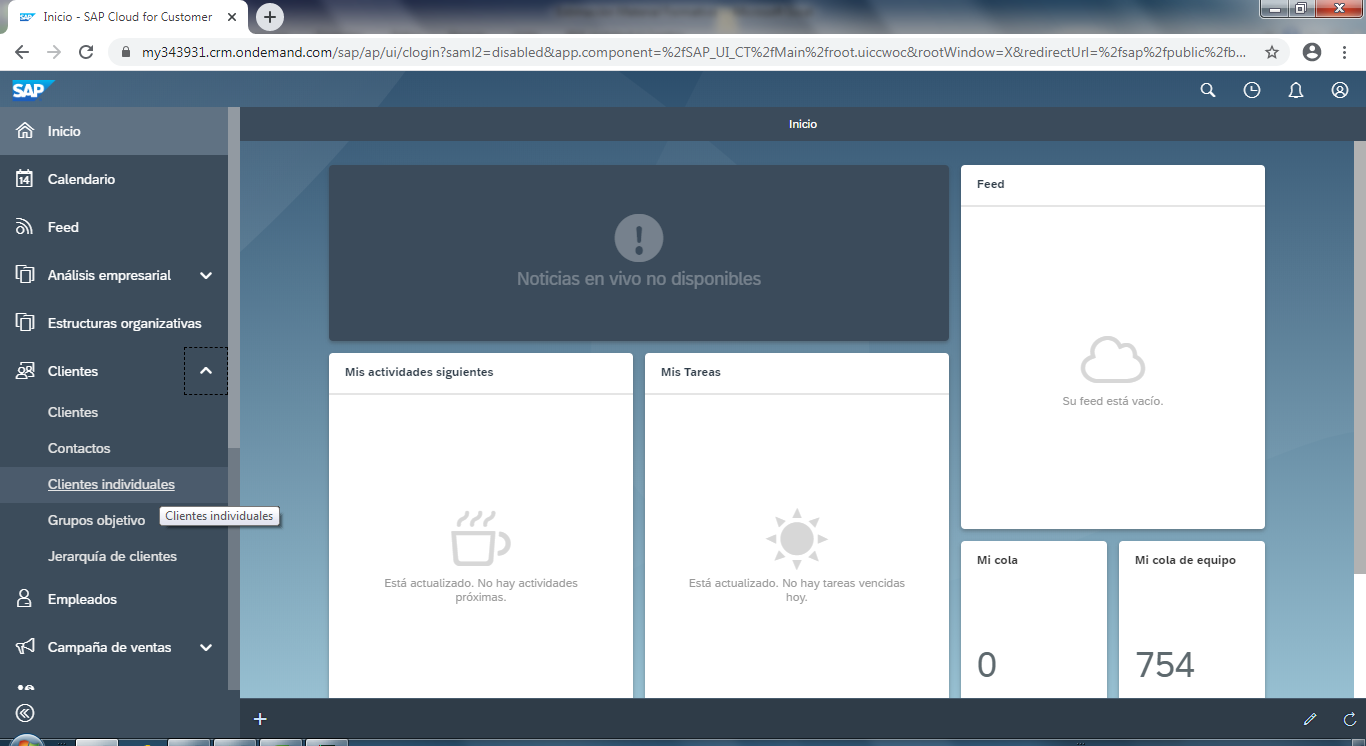 Inicio - SAP Cloud for Customer
my343931.crm.ondemand.com/sap/ap/ui/clogin?saml2=disabled&app.component=%2fSAP_UI_CT%2fMain%2froot.uiccwoc&rootWindow=X&redirectUrl=%2fsap%2fpublic%2fb...
SAP
Inicio
Inicio
14
Calendario
Feed
Análisis empresarial
Estructuras organizativas
Clientes
Clientes
Contactos
Clientes individuales
Clientes individuales
Grupos objetivo
Jerarquía de clientes
Empleados
Campaña de ventas
Noticias en vivo no disponibles
Feed
Su feed está vacío.
Mis actividades siguientes
Está actualizado. No hay actividades
próximas.
Mis Tareas
Está actualizado. No hay tareas vencidas
hoy.
Mi cola
0
Mi cola de equipo
754